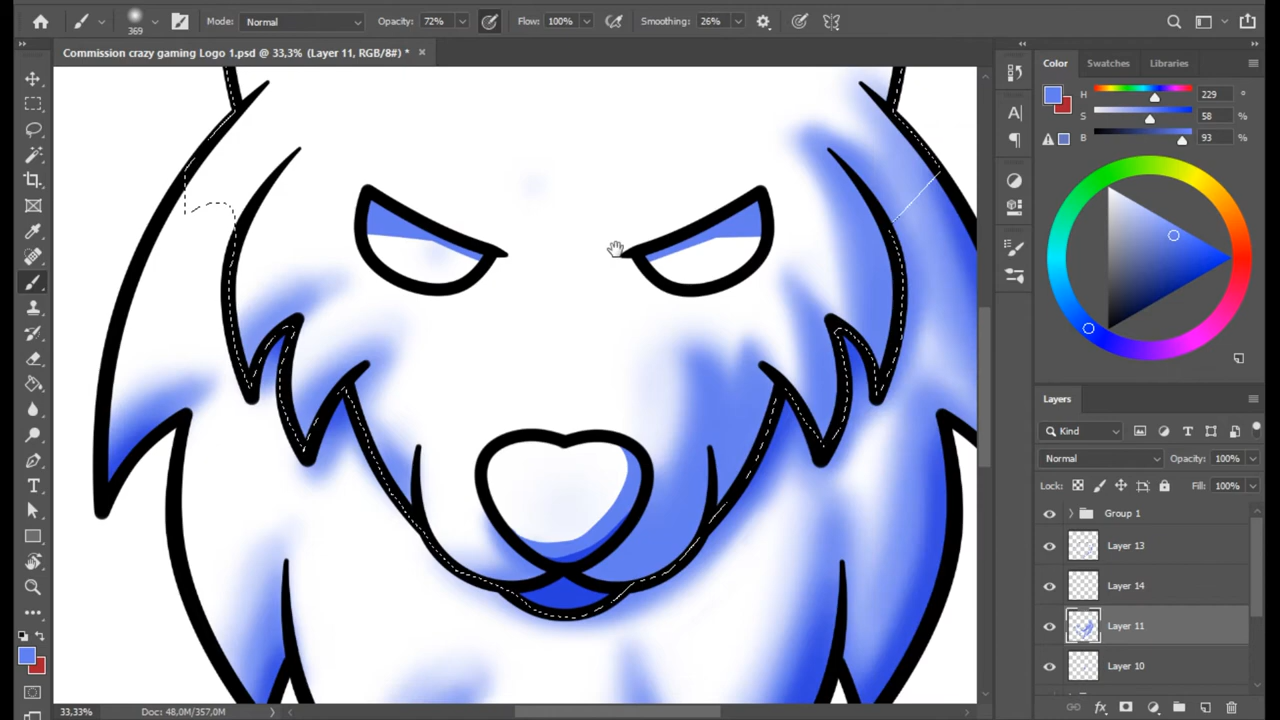 369
Mode: Normal
Opacity: 72%
Flow: 100%
Smoothing: 26%
Commission crazy gaming Logo 1.psd @ 33,3% (Layer 11, RGB/8#) *
Color
Swatches
Libraries
H 229 °
S 58 %
B 93 %
Layers
Kind
Normal
Opacity: 100%
Lock:
Fill: 100%
Group 1
Layer 13
Layer 14
Layer 11
Layer 10
33,33%
Doc: 48,0M/357,0M